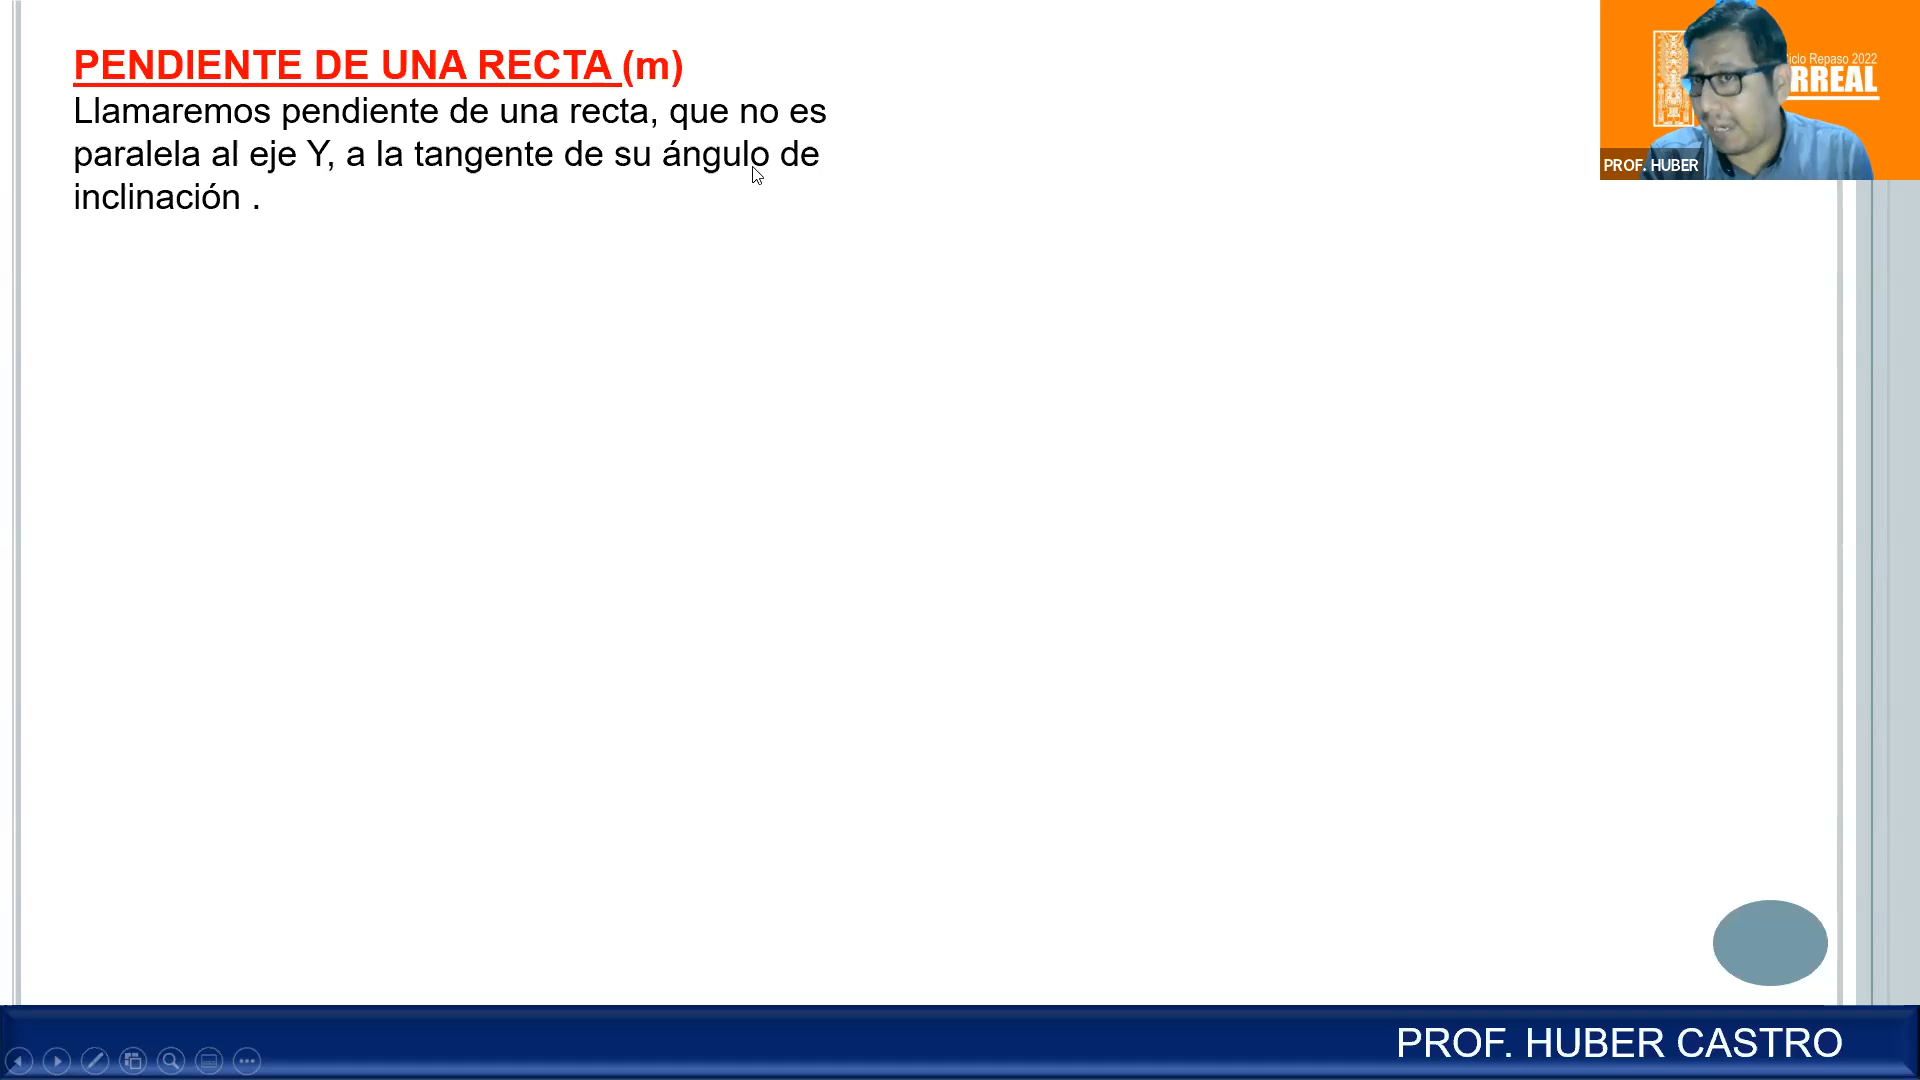 PENDIENTE DE UNA RECTA (m)
Llamaremos pendiente de una recta, que no es
paralela al eje Y, a la tangente de su ángulo de
inclinación .
iclo Repaso 2022
RREAL
PROF. HUBER
PROF. HUBER CASTRO